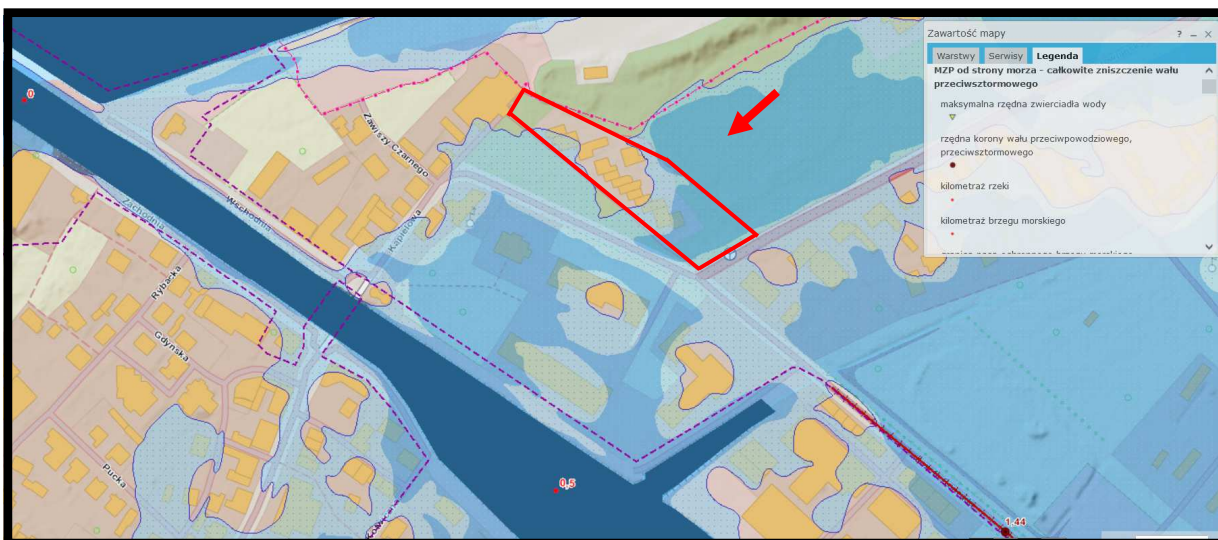 Zawartość mapy
Warstwy Serwisy Legenda
MZP od strony morza - całkowite zniszczenie wału
przeciwsztormowego
maksymalna rzędna zwierciadła wody
rzędna korony wału przeciwpowodziowego,
przeciwsztormowego
kilometraż rzeki
kilometraż brzegu morskiego
0
Zawiszy Czarnego
Zachodnia
Wschodnia
Kąpielowa
Rybacka
Gdyńska
Pucka
0,5
1.44